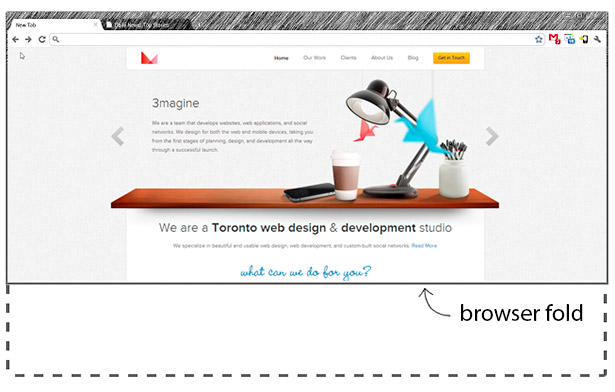 New Tab
Digg News: Top Stories
Home Our Work Clients About Us Blog Get in Touch
3magine
We are a team that develops websites, web applications, and social
networks. We design for both the web and mobile devices, taking you
from the first stages of planning, design, and development all the way
through a successful launch.
We are a Toronto web design & development studio
We specialize in beautiful and usable web design, web development, and custom-built social networks. Read More
what can we do for you?
browser fold